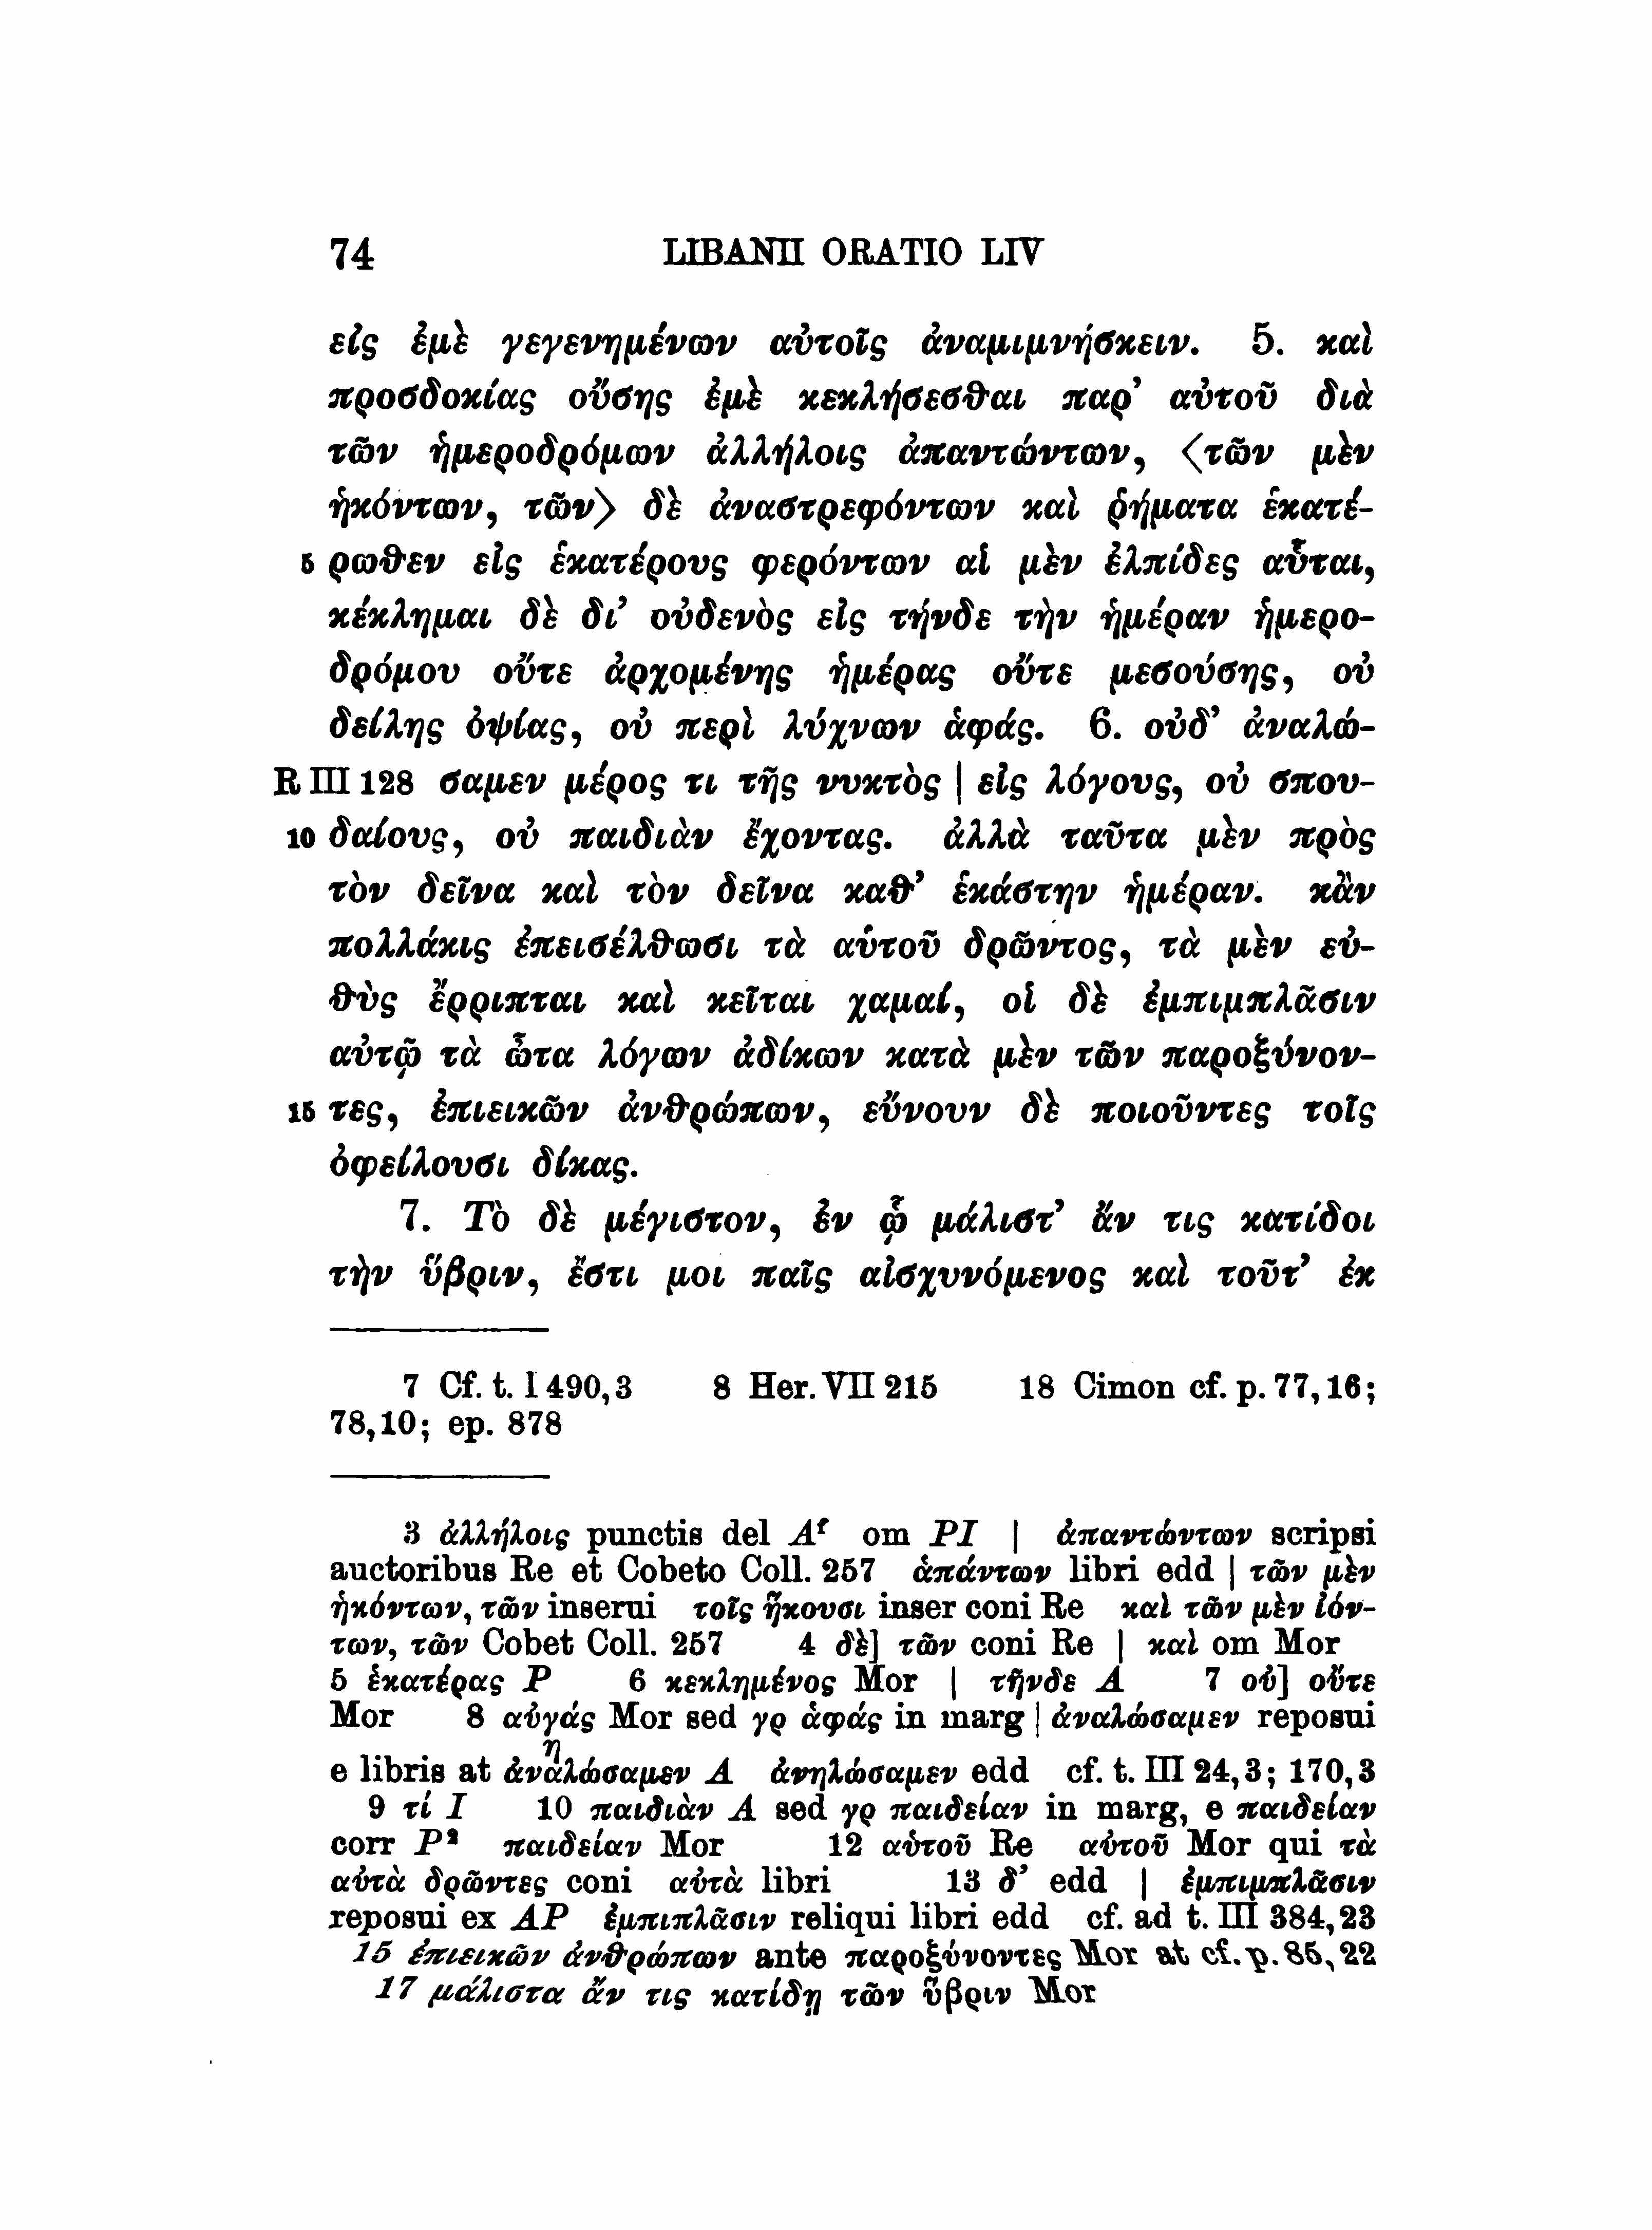 74 LIBANII ORATIO LIV
εἰς ἐμὲ γεγενημένων αὐτοῖς ἀναμιμνήσκειν. 5. καὶ
προσδοκίας οὔσης ἐμὲ κεκλήσεσθαι παρ’ αὐτοῦ διὰ
τῶν ἡμεροδρόμων ἀλλήλοις ἀπαντώντων, ⟨τῶν μὲν
ἡκόντων, τῶν⟩ δὲ ἀναστρεφόντων καὶ ῥήματα ἑκατέ-
5 ρωθεν εἰς ἑκατέρους φερόντων αἱ μὲν ἐλπίδες αὗται,
κέκλημαι δὲ δι’ οὐδενὸς εἰς τήνδε τὴν ἡμέραν ἡμερο-
δρόμου οὔτε ἀρχομένης ἡμέρας οὔτε μεσούσης, οὐ
δείλης ὀψίας, οὐ περὶ λύχνων ἁφάς. 6. οὐδ’ ἀναλώ-
R III 128 σαμεν μέρος τι τῆς νυκτὸς | εἰς λόγους, οὐ σπου-
10 δαίους, οὐ παιδιὰν ἔχοντας. ἀλλὰ ταῦτα μὲν πρὸς
τὸν δεῖνα καὶ τὸν δεῖνα καθ’ ἑκάστην ἡμέραν. κἂν
πολλάκις ἐπεισέλθωσι τὰ αὑτοῦ δρῶντος, τὰ μὲν εὐ-
θὺς ἔρριπται καὶ κεῖται χαμαί, οἱ δὲ ἐμπιμπλᾶσιν
αὐτῷ τὰ ὦτα λόγων ἀδίκων κατὰ μὲν τῶν παροξύνον-
15 τες, ἐπιεικῶν ἀνθρώπων, εὔνουν δὲ ποιοῦντες τοῖς
ὀφείλουσι δίκας.
7. Τὸ δὲ μέγιστον, ἐν ᾧ μάλιστ’ ἄν τις κατίδοι
τὴν ὕβριν, ἔστι μοι παῖς αἰσχυνόμενος καὶ τοῦτ’ ἐκ
7 Cf. t. I 490,3 8 Her. VII 215 18 Cimon cf. p. 77,16;
78,10; ep. 878
3 ἀλλήλοις punctis del Aᶠ om PI | ἀπαντώντων scripsi
auctoribus Re et Cobeto Coll. 257 ἁπάντων libri edd | τῶν μὲν
ἡκόντων, τῶν inserui τοῖς ἥκουσι inser coni Re καὶ τῶν μὲν ἰόν-
των, τῶν Cobet Coll. 257 4 δὲ] τῶν coni Re | καὶ om Mor
5 ἑκατέρας P 6 κεκλημένος Mor | τῆνδε A 7 οὐ] οὔτε
Mor 8 αὐγάς Mor sed γρ ἁφάς in marg | ἀναλώσαμεν reposui
η
e libris at ἀναλώσαμεν A ἀνηλώσαμεν edd cf. t. III 24,3; 170,3
9 τί I 10 παιδιὰν A sed γρ παιδείαν in marg, e παιδείαν
corr P² παιδείαν Mor 12 αὑτοῦ Re αὐτοῦ Mor qui τὰ
αὐτὰ δρῶντες coni αὐτὰ libri 13 δ’ edd | ἐμπιμπλᾶσιν
reposui ex AP ἐμπιπλᾶσιν reliqui libri edd cf. ad t. III 384,23
15 ἐπιεικῶν ἀνθρώπων ante παροξύνοντες Mor at cf. p. 85, 22
17 μάλιστα ἄν τις κατίδῃ τῶν ὕβριν Mor